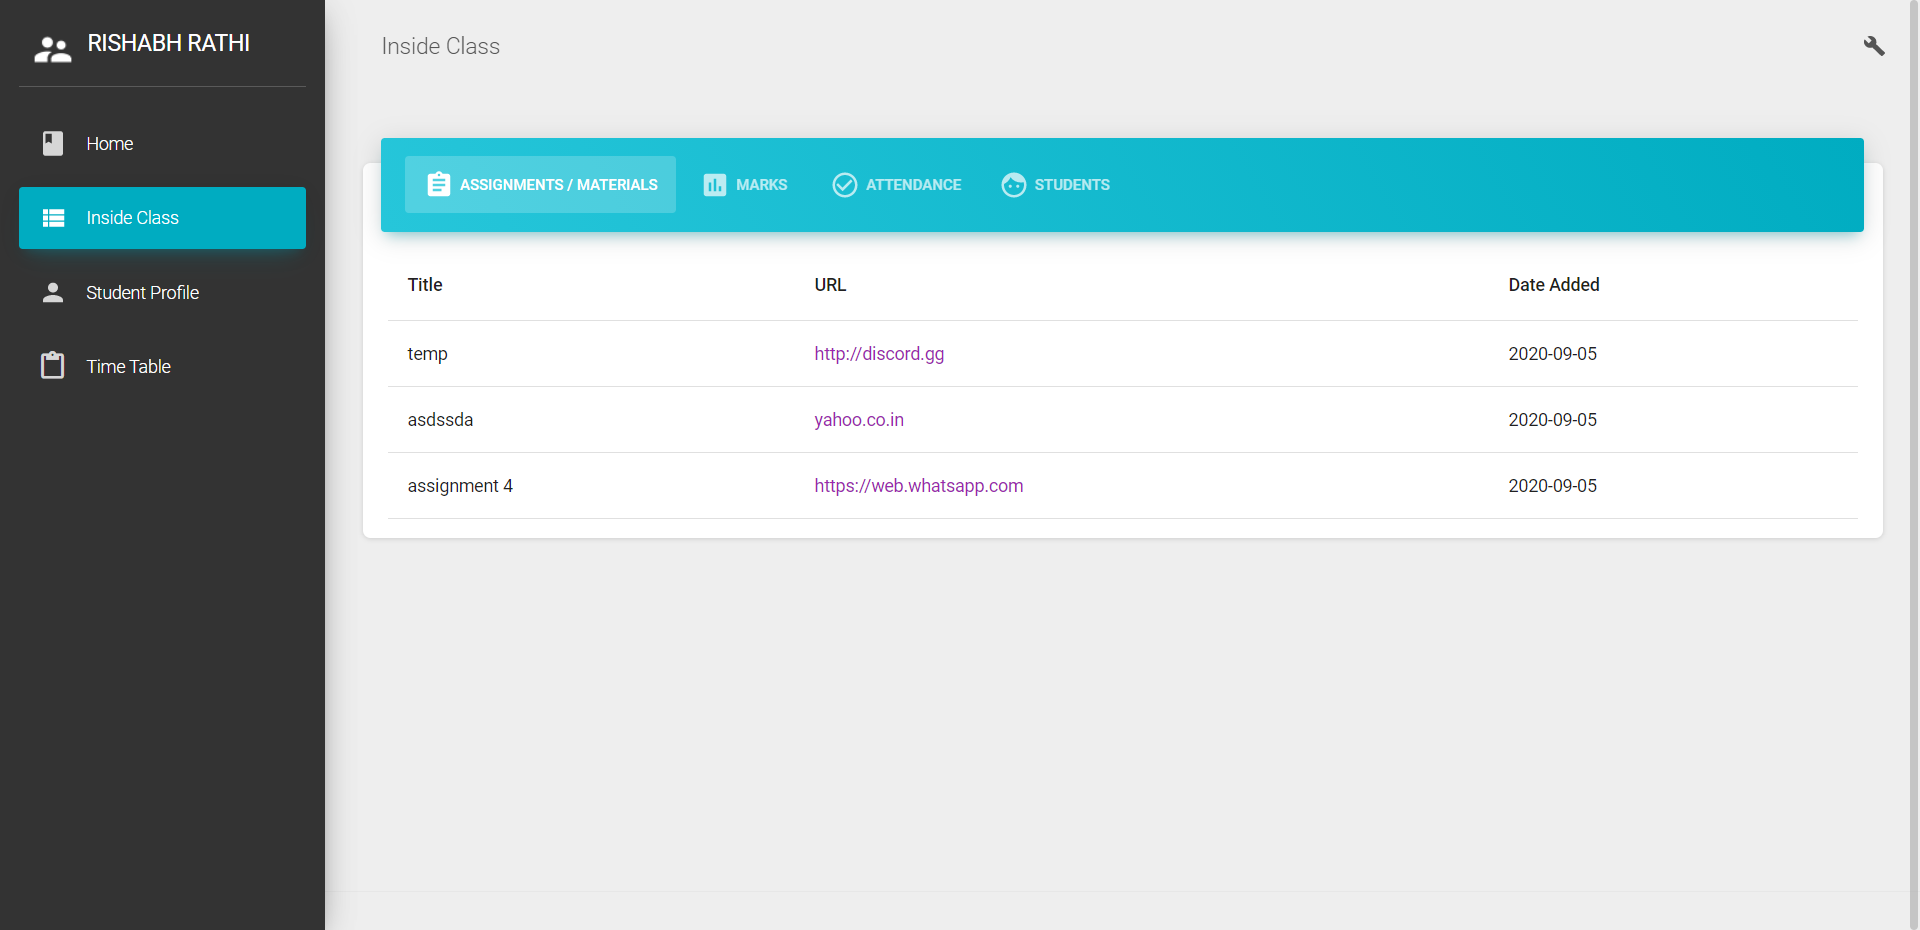 RISHABH RATHI
Home
Inside Class
Student Profile
Time Table
Inside Class
ASSIGNMENTS / MATERIALS MARKS ATTENDANCE STUDENTS
Title URL Date Added
temp http://discord.gg 2020-09-05
asdssda yahoo.co.in 2020-09-05
assignment 4 https://web.whatsapp.com 2020-09-05